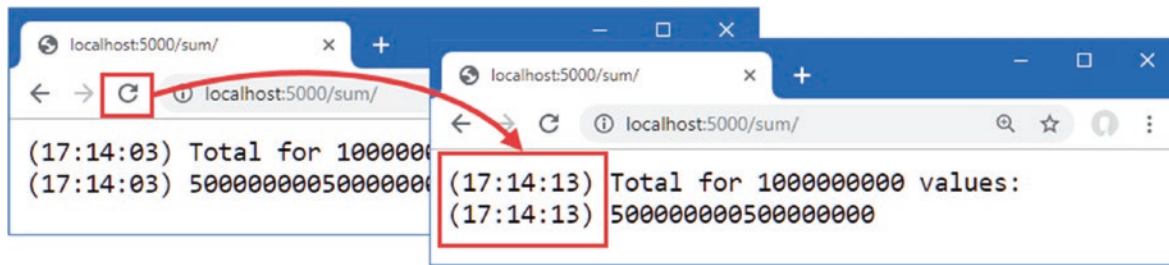 localhost:5000/sum/
localhost:5000/sum/
(17:14:03) Total for 1000000
(17:14:03) 50000000050000000
localhost:5000/sum/
localhost:5000/sum/
(17:14:13) Total for 1000000000 values:
(17:14:13) 500000000500000000